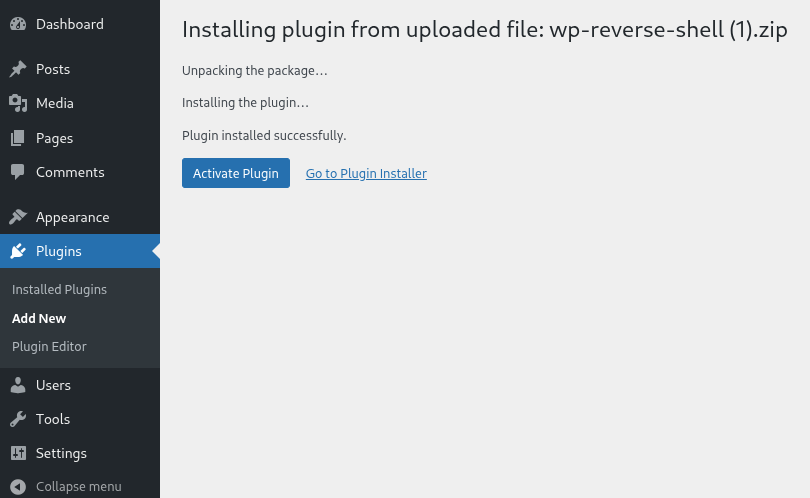 Dashboard
Posts
Media
Pages
Comments
Appearance
Plugins
Installed Plugins
Add New
Plugin Editor
Users
Tools
Settings
Collapse menu
Installing plugin from uploaded file: wp-reverse-shell (1).zip
Unpacking the package…
Installing the plugin…
Plugin installed successfully.
Activate Plugin Go to Plugin Installer